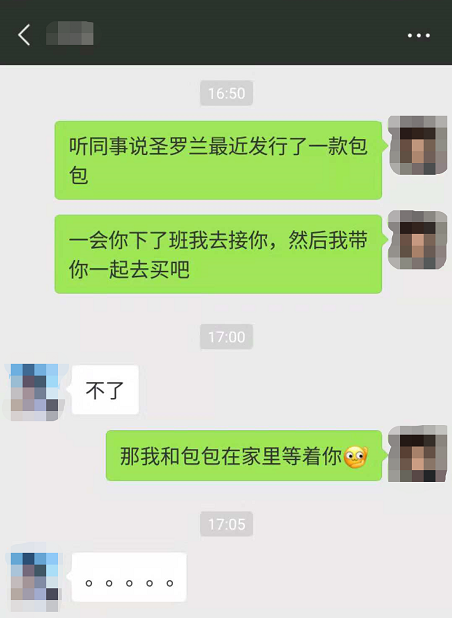 16:50
听同事说圣罗兰最近发行了一款包
包
一会你下了班我去接你，然后我带
你一起去买吧
17:00
不了
那我和包包在家里等着你
17:05
。。。。。